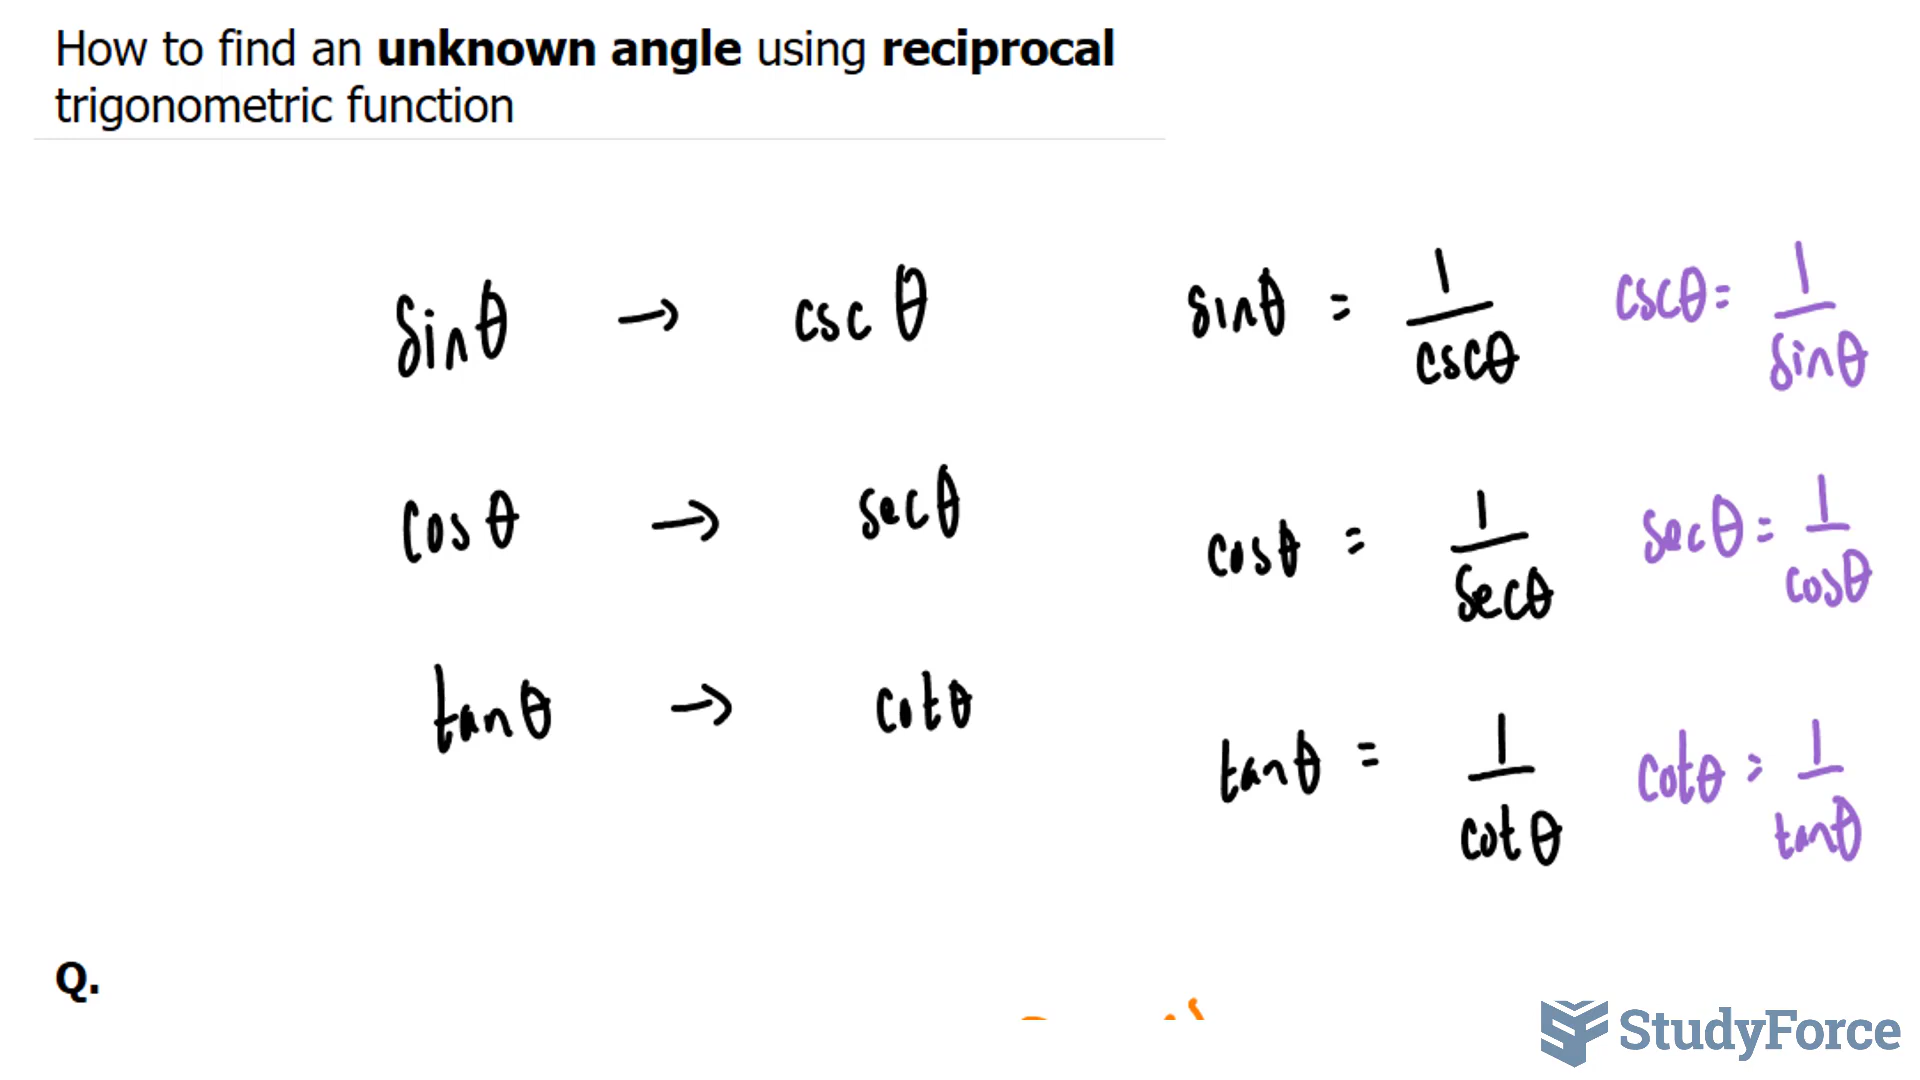 How to find an unknown angle using reciprocal
trigonometric function
sinθ → cscθ
sinθ = 1/cscθ
cscθ = 1/sinθ
cosθ → secθ
cosθ = 1/secθ
secθ = 1/cosθ
tanθ → cotθ
tanθ = 1/cotθ
cotθ = 1/tanθ
Q.
StudyForce